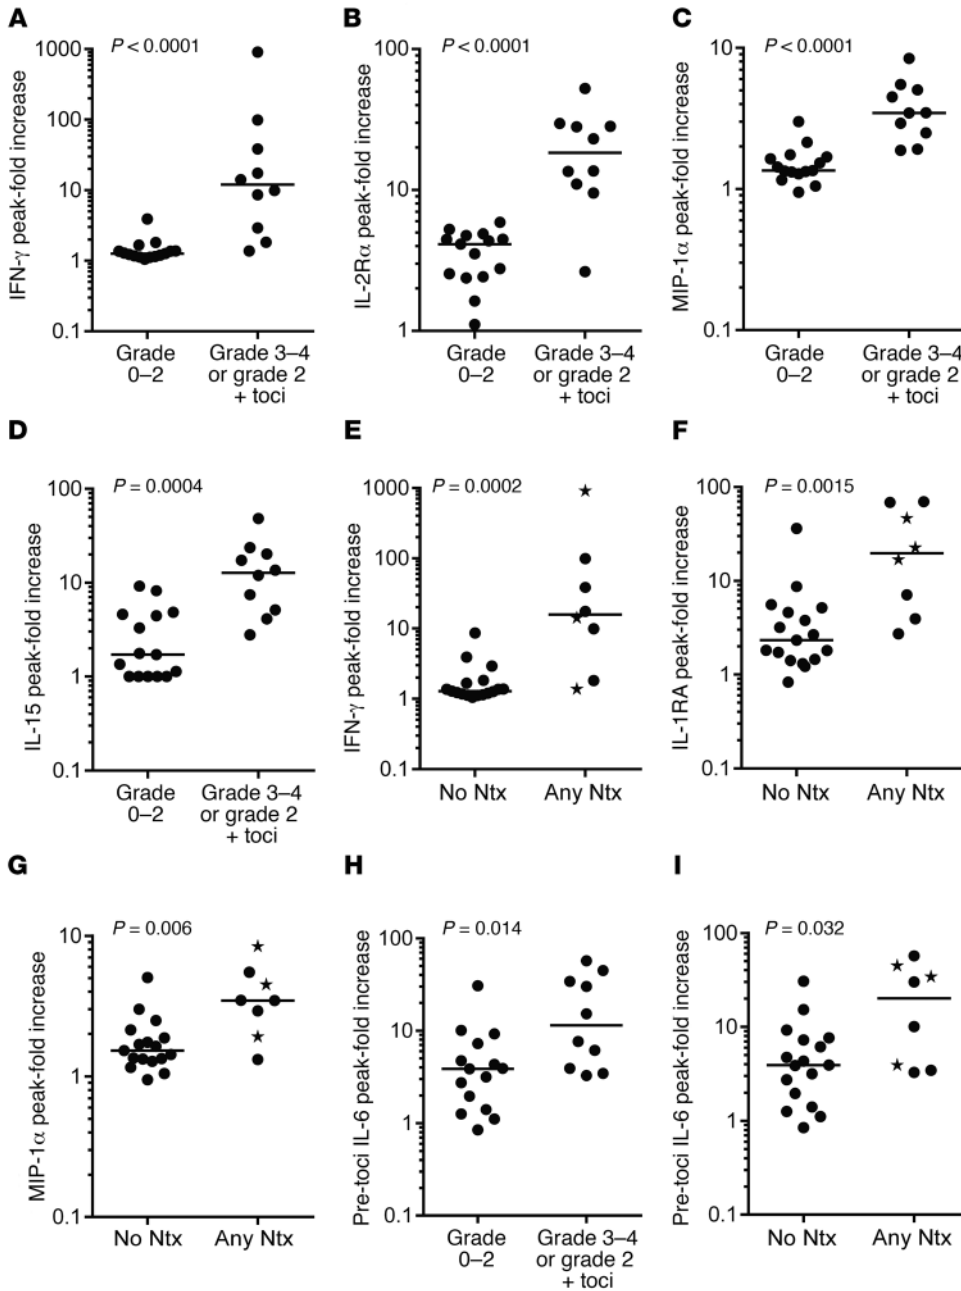 A
B
C
P < 0.0001
P < 0.0001
P < 0.0001
IFN-γ peak-fold increase
1000
100
10
1
0.1
Grade
0–2
Grade 3–4
or grade 2
+ toci
IL-2Rα peak-fold increase
100
10
1
Grade
0–2
Grade 3–4
or grade 2
+ toci
MIP-1α peak-fold increase
10
1
0.1
Grade
0–2
Grade 3–4
or grade 2
+ toci
D
E
F
P = 0.0004
P = 0.0002
P = 0.0015
IL-15 peak-fold increase
100
10
1
0.1
Grade
0–2
Grade 3–4
or grade 2
+ toci
IFN-γ peak-fold increase
1000
100
10
1
0.1
No Ntx
Any Ntx
IL-1RA peak-fold increase
100
10
1
0.1
No Ntx
Any Ntx
G
H
I
P = 0.006
P = 0.014
P = 0.032
MIP-1α peak-fold increase
10
1
0.1
No Ntx
Any Ntx
Pre-toci IL-6 peak-fold increase
100
10
1
0.1
Grade
0–2
Grade 3–4
or grade 2
+ toci
Pre-toci IL-6 peak-fold increase
100
10
1
0.1
No Ntx
Any Ntx